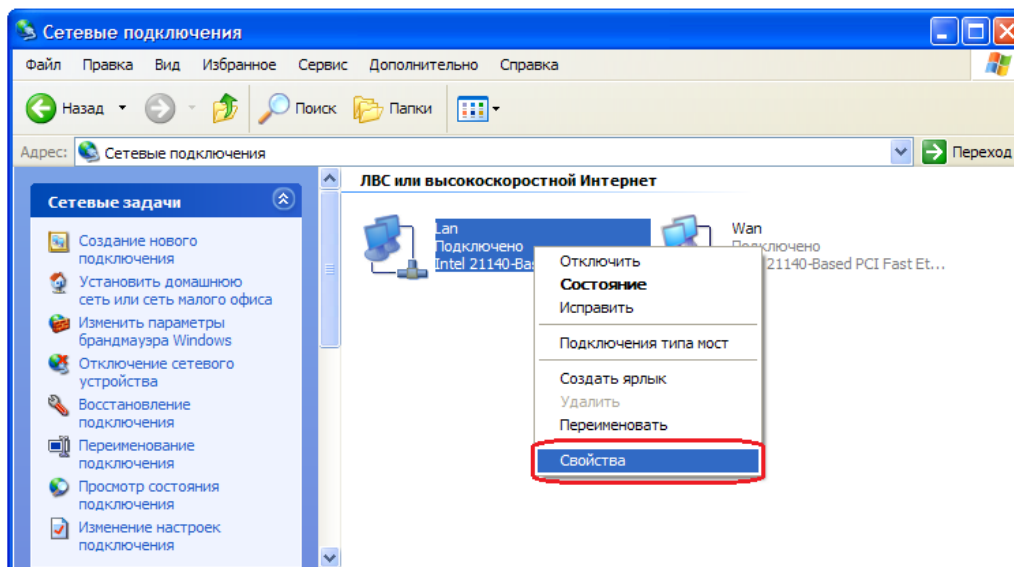 Сетевые подключения
Файл Правка Вид Избранное Сервис Дополнительно Справка
Назад Поиск Папки
Адрес: Сетевые подключения Переход
Сетевые задачи
Создание нового
подключения
Установить домашнюю
сеть или сеть малого офиса
Изменить параметры
брандмауэра Windows
Отключение сетевого
устройства
Восстановление
подключения
Переименование
подключения
Просмотр состояния
подключения
Изменение настроек
подключения
ЛВС или высокоскоростной Интернет
Lan
Подключено
Intel 21140-Bas
Wan
Подключено
21140-Based PCI Fast Et...
Отключить
Состояние
Исправить
Подключения типа мост
Создать ярлык
Удалить
Переименовать
Свойства